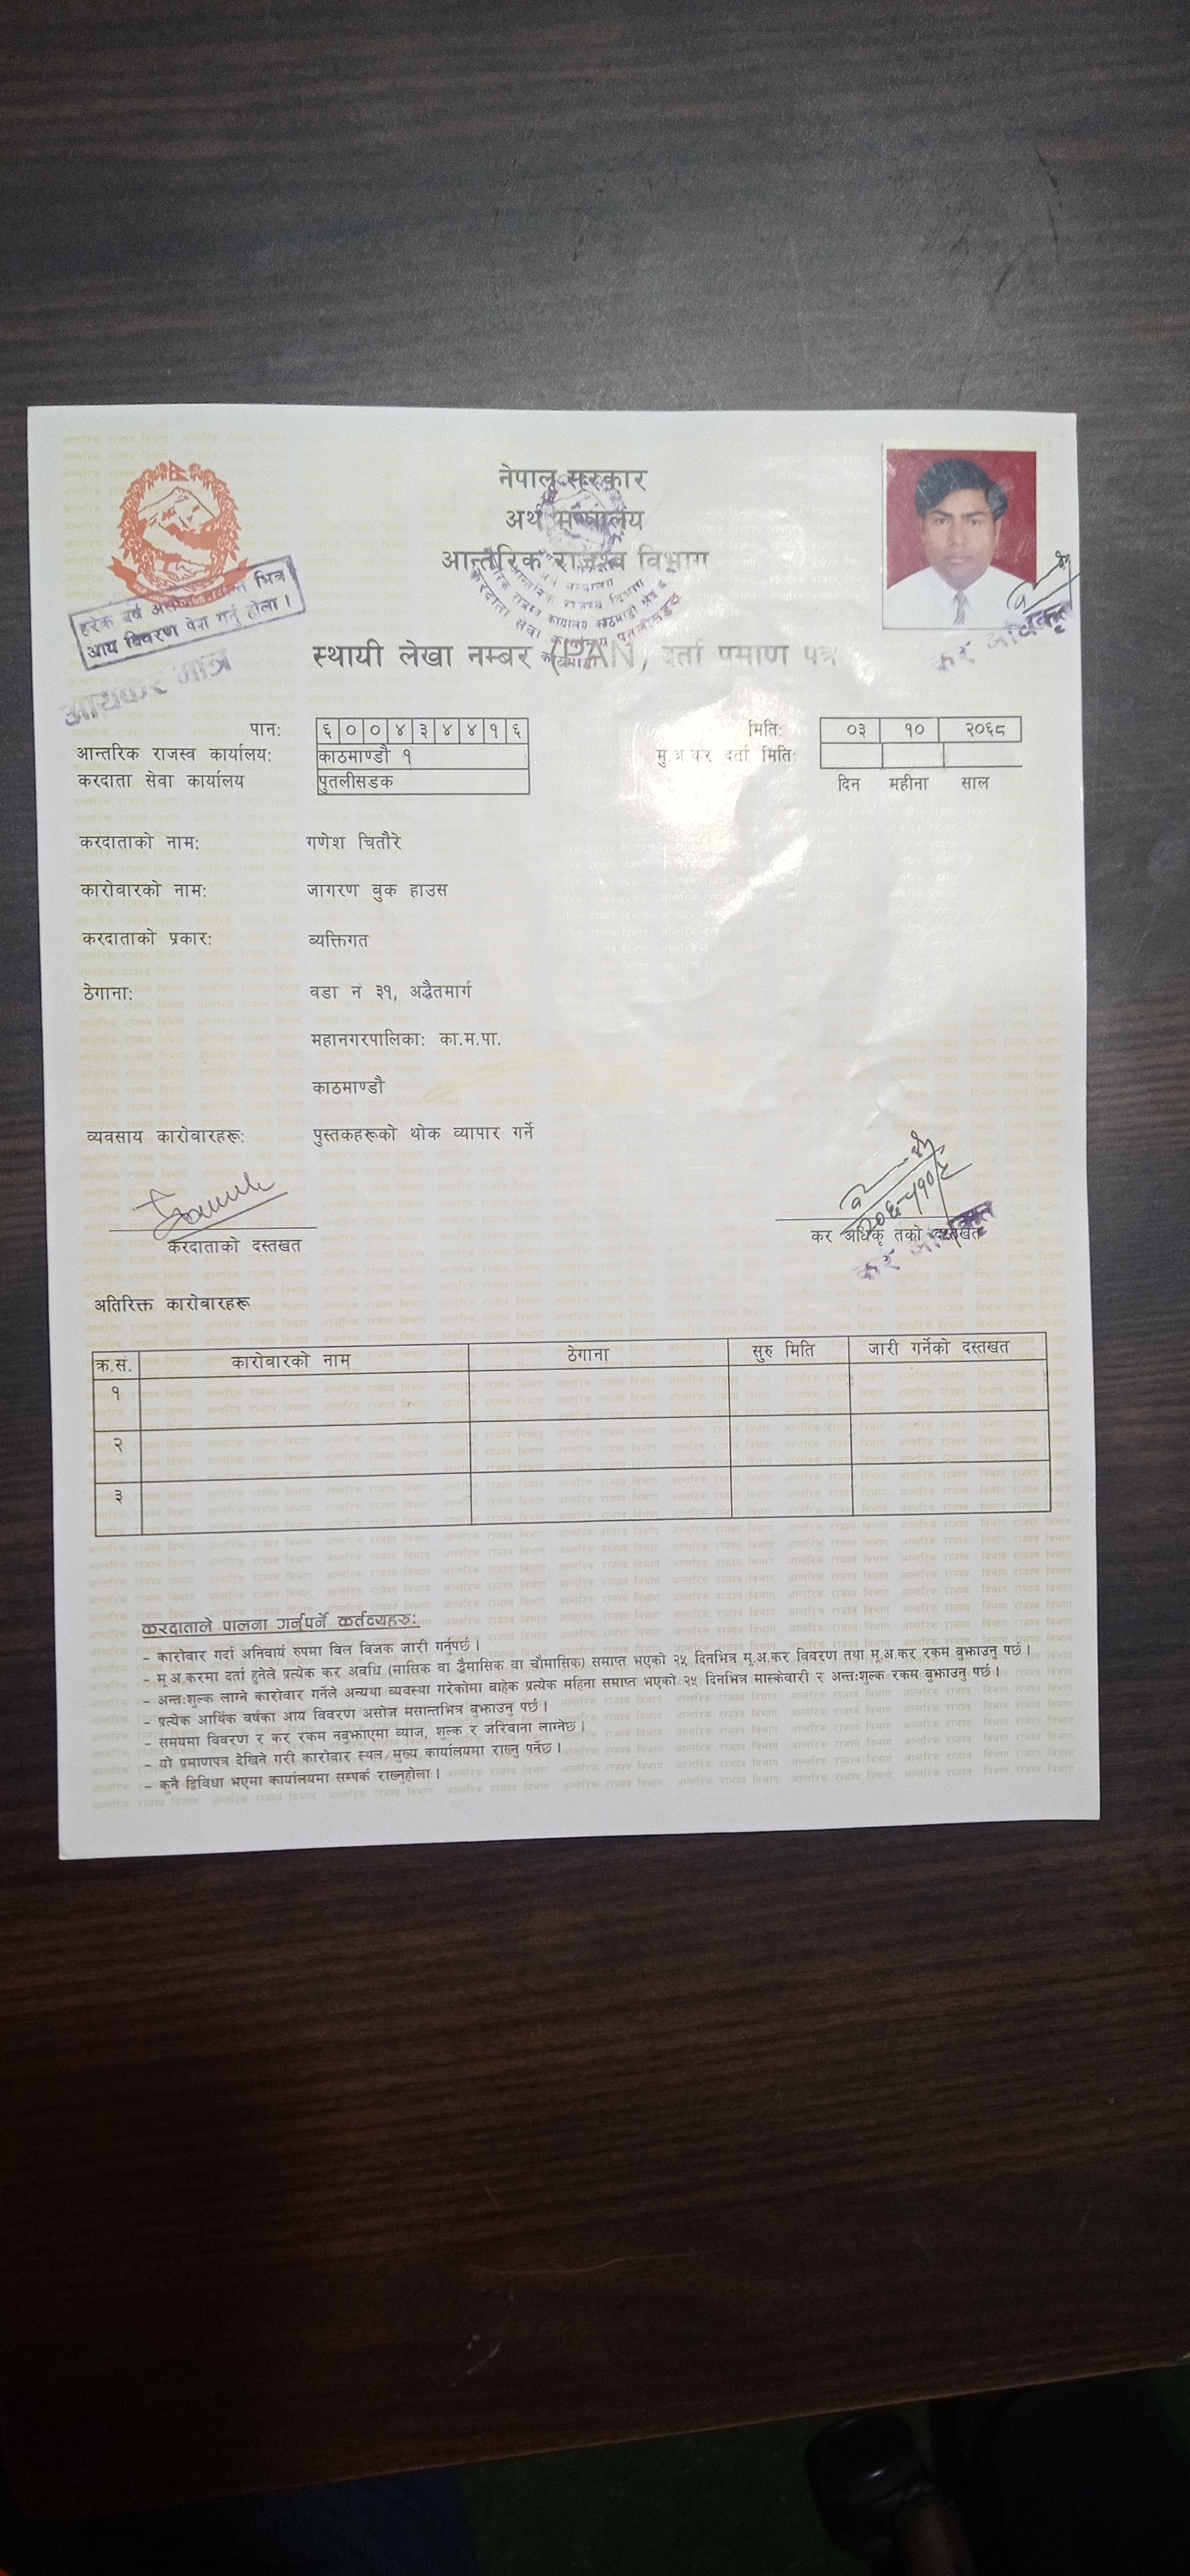 नेपाल सरकार
अर्थ मन्त्रालय
आन्तरिक राजश्व विभाग
हरेक वर्ष भित्र
आय विवरण पेश गर्नु होला ।
आयकर मात्र
कर अधिकृत
स्थायी लेखा नम्बर (PAN) दर्ता प्रमाण पत्र
पान: ६ ० ० ४ ३ ४ ४ १ ६ मिति: ०३ १० २०६८
आन्तरिक राजस्व कार्यालय: काठमाण्डौ १ मु.अ.कर दर्ता मिति:
करदाता सेवा कार्यालय पुतलीसडक दिन महीना साल
करदाताको नाम: गणेश चितौरे
कारोवारको नाम: जागरण बुक हाउस
करदाताको प्रकार: ब्यक्तिगत
ठेगाना: वडा नं ३१, अद्धैतमार्ग
महानगरपालिका: का.म.पा.
काठमाण्डौ
व्यवसाय कारोवारहरू: पुस्तकहरूको थोक व्यापार गर्ने
करदाताको दस्तखत कर अधिकृ तको दस्तखत
अतिरिक्त कारोबारहरू
क्र.स. कारोवारको नाम ठेगाना सुरु मिति जारी गर्नेको दस्तखत
१
२
३
करदाताले पालना गर्नुपर्ने कर्तव्यहरु:
- कारोवार गर्दा अनिवार्य रुपमा विल विजक जारी गर्नुपर्छ ।
- मू.अ.करमा दर्ता हुनेले प्रत्येक कर अवधि (मासिक वा द्वैमासिक वा चौमासिक) समाप्त भएको २५ दिनभित्र मू.अ.कर विवरण तथा मू.अ.कर रकम बुझाउनु पर्छ ।
- अन्त:शुल्क लाग्ने कारोवार गर्नेले अन्यथा व्यवस्था गरेकोमा वाहेक प्रत्येक महिना समाप्त भएको २५ दिनभित्र मास्केवारी र अन्त:शुल्क रकम बुझाउनु पर्छ ।
- प्रत्येक आर्थिक वर्षका आय विवरण असोज मसान्तभित्र बुझाउनु पर्छ ।
- समयमा विवरण र कर रकम नबुझाएमा व्याज, शुल्क र जरिवाना लाग्नेछ ।
- यो प्रमाणपत्र देखिने गरी कारोवार स्थल/मुख्य कार्यालयमा राख्नु पर्नेछ ।
- कुनै द्विविधा भएमा कार्यालयमा सम्पर्क राख्नुहोला ।